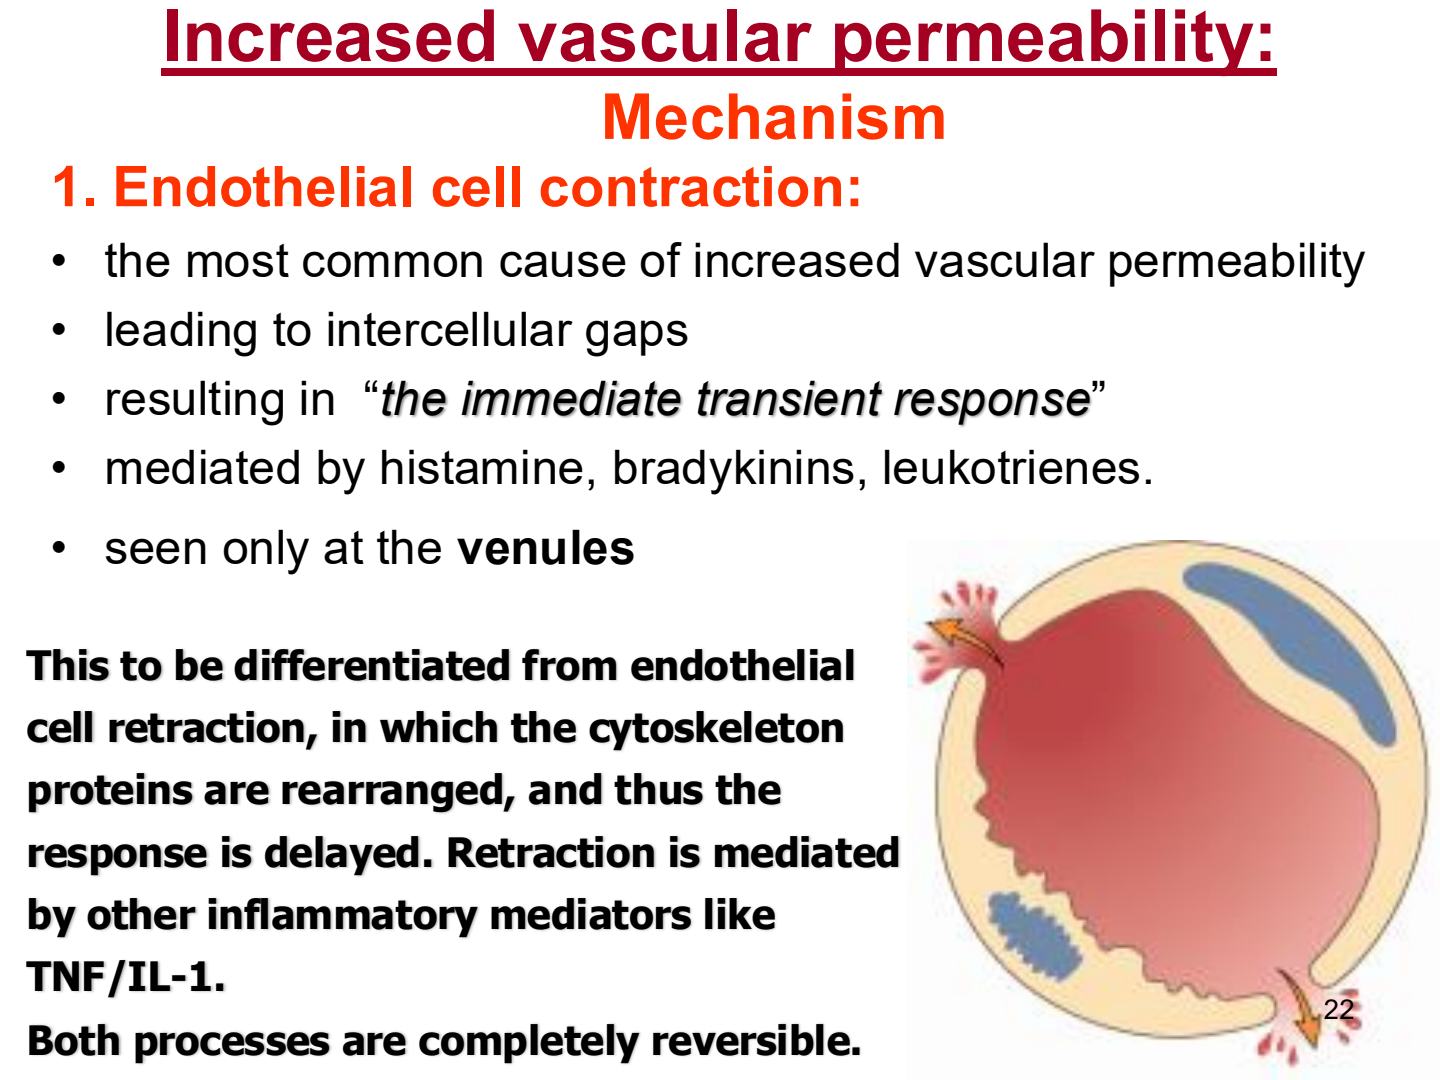 Increased vascular permeability:
Mechanism
1. Endothelial cell contraction:
• the most common cause of increased vascular permeability
• leading to intercellular gaps
• resulting in “the immediate transient response”
• mediated by histamine, bradykinins, leukotrienes.
• seen only at the venules
This to be differentiated from endothelial
cell retraction, in which the cytoskeleton
proteins are rearranged, and thus the
response is delayed. Retraction is mediated
by other inflammatory mediators like
TNF/IL-1.
Both processes are completely reversible.
22